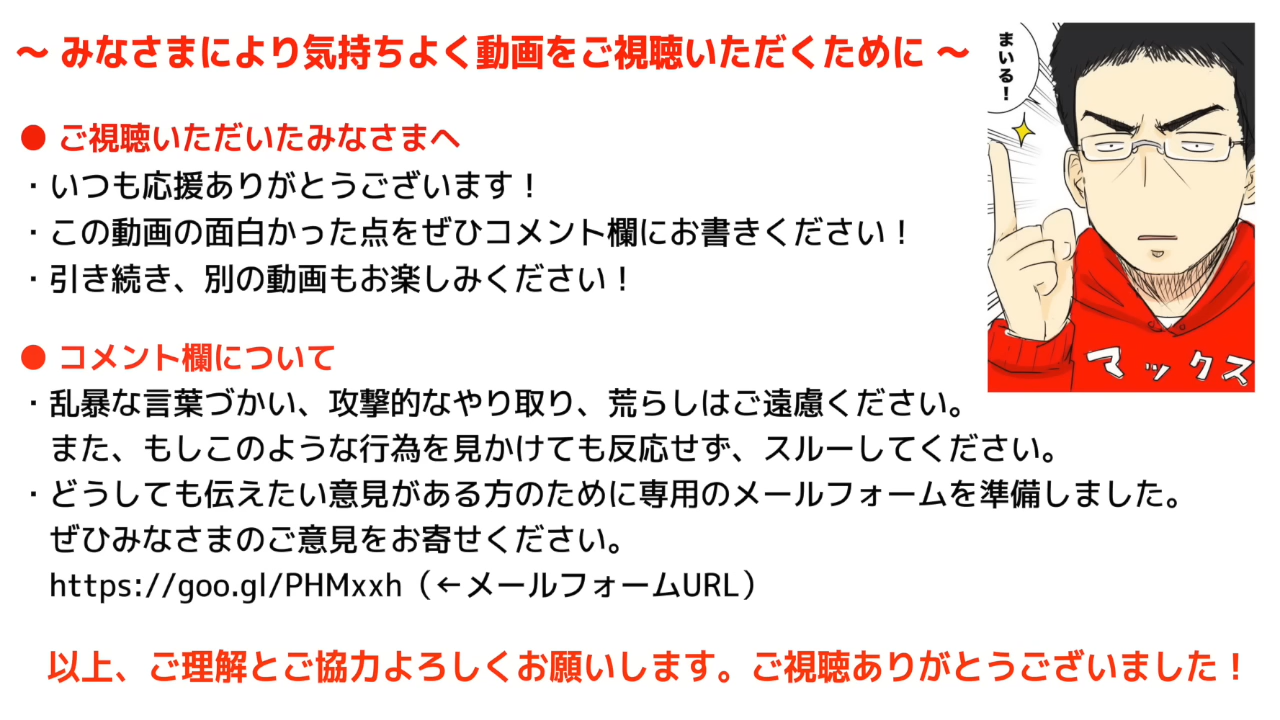 ～ みなさまにより気持ちよく動画をご視聴いただくために ～
まいる！
● ご視聴いただいたみなさまへ
・いつも応援ありがとうございます！
・この動画の面白かった点をぜひコメント欄にお書きください！
・引き続き、別の動画もお楽しみください！
マックス
● コメント欄について
・乱暴な言葉づかい、攻撃的なやり取り、荒らしはご遠慮ください。
また、もしこのような行為を見かけても反応せず、スルーしてください。
・どうしても伝えたい意見がある方のために専用のメールフォームを準備しました。
ぜひみなさまのご意見をお寄せください。
https://goo.gl/PHMxxh（←メールフォームURL）
以上、ご理解とご協力よろしくお願いします。ご視聴ありがとうございました！